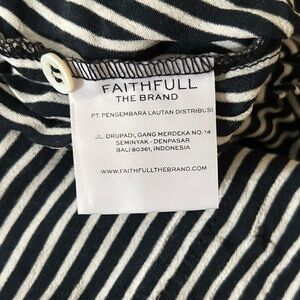 FAITHFULL
THE BRAND
PT. PENGEMBARA LAUTAN DISTRIBUSI
JL. DRUPADI, GANG MERDEKA NO. 14
SEMINYAK - DENPASAR
BALI 80361, INDONESIA
WWW.FAITHFULLTHEBRAND.COM